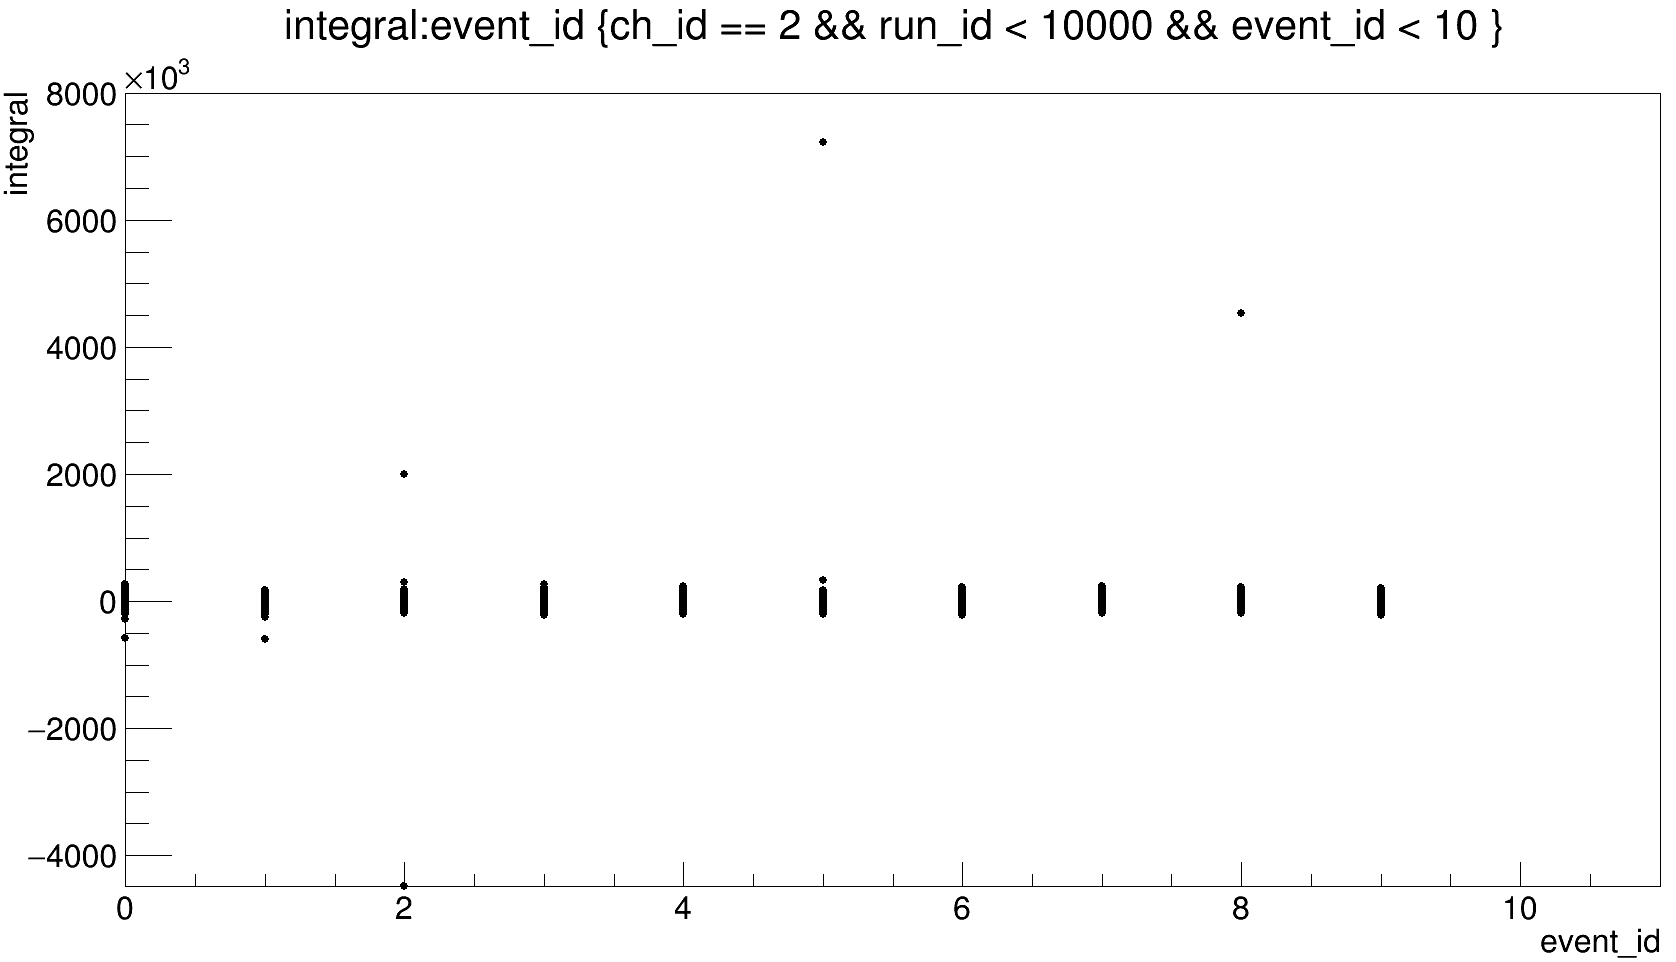 integral:event_id {ch_id == 2 && run_id < 10000 && event_id < 10 }
×10³
integral
8000
6000
4000
2000
0
−2000
−4000
0 2 4 6 8 10
event_id